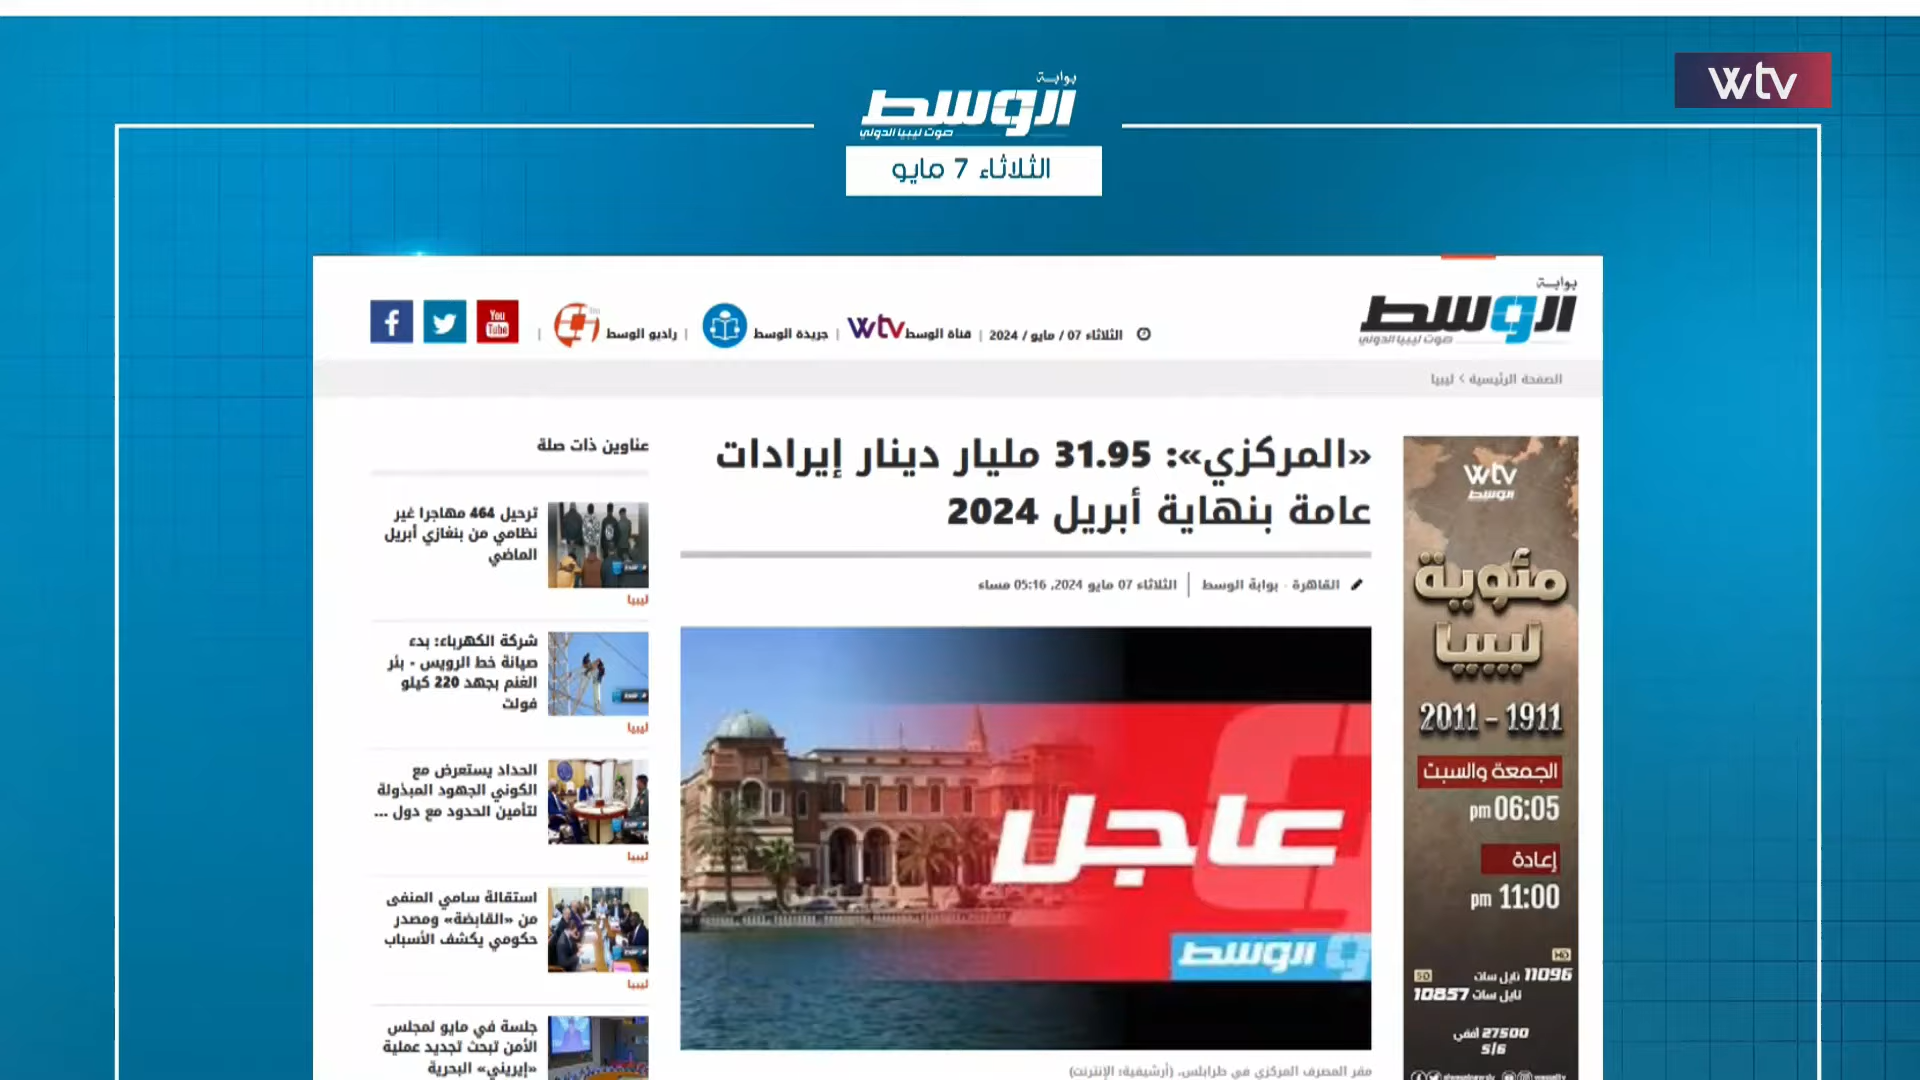 wtv
بوابة
الوسط
صوت ليبيا الدولي
الثلاثاء 7 مايو
بوابة
الوسط
صوت ليبيا الدولي
الثلاثاء 07 / مايو / 2024 | قناة الوسط wtv | جريدة الوسط | راديو الوسط |
You
Tube
الصفحة الرئيسية > ليبيا
«المركزي»: 31.95 مليار دينار إيرادات
عامة بنهاية أبريل 2024
القاهرة - بوابة الوسط | الثلاثاء 07 مايو 2024, 05:16 مساء
عاجل
الوسط
مقر المصرف المركزي في طرابلس. (أرشيفية: الإنترنت)
عناوين ذات صلة
ترحيل 464 مهاجرا غير
نظامي من بنغازي أبريل
الماضي
ليبيا
شركة الكهرباء: بدء
صيانة خط الرويس - بئر
الغنم بجهد 220 كيلو
فولت
ليبيا
الحداد يستعرض مع
الكوني الجهود المبذولة
لتأمين الحدود مع دول ...
ليبيا
استقالة سامي المنفى
من «القابضة» ومصدر
حكومي يكشف الأسباب
ليبيا
جلسة في مايو لمجلس
الأمن تبحث تجديد عملية
«إيريني» البحرية
wtv
الوسط
مئوية
ليبيا
1911 - 2011
الجمعة والسبت
06:05 pm
إعادة
11:00 pm
HD
11096 نايل سات
SD
نايل سات 10857
27500 أفقي
5/6